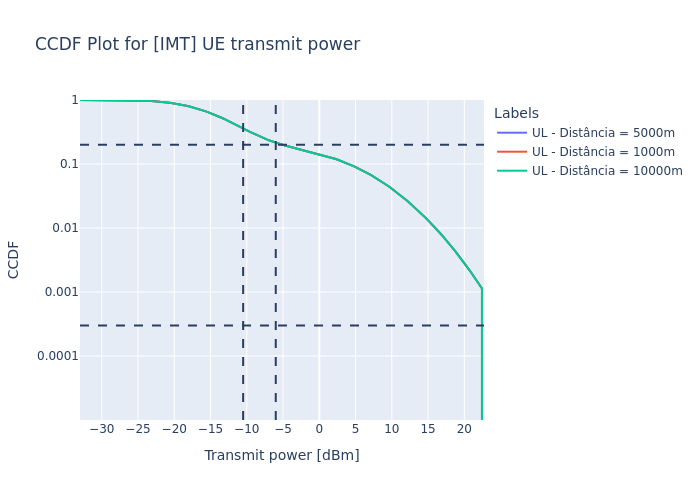 CCDF Plot for [IMT] UE transmit power
Labels
UL - Distância = 5000m
UL - Distância = 1000m
UL - Distância = 10000m
CCDF
1
0.1
0.01
0.001
0.0001
−30 −25 −20 −15 −10 −5 0 5 10 15 20
Transmit power [dBm]